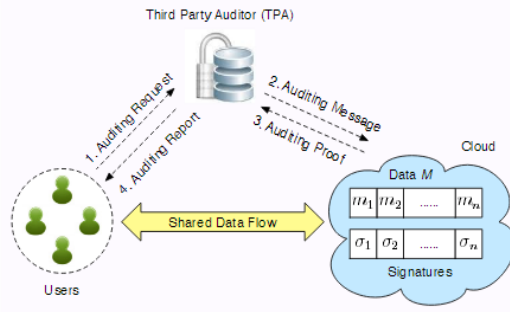 Third Party Auditor (TPA)
1. Auditing Request
4. Auditing Report
2. Auditing Message
3. Auditing Proof
Cloud
Data M
m₁ m₂ ...... mₙ
Shared Data Flow
σ₁ σ₂ ...... σₙ
Signatures
Users